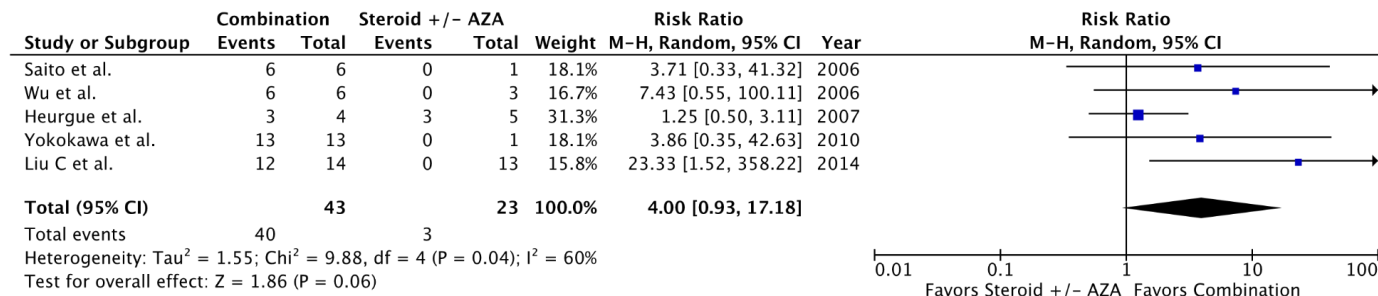 Combination Steroid +/- AZA Risk Ratio Risk Ratio
Study or Subgroup Events Total Events Total Weight M-H, Random, 95% CI Year M-H, Random, 95% CI
Saito et al. 6 6 0 1 18.1% 3.71 [0.33, 41.32] 2006
Wu et al. 6 6 0 3 16.7% 7.43 [0.55, 100.11] 2006
Heurgue et al. 3 4 3 5 31.3% 1.25 [0.50, 3.11] 2007
Yokokawa et al. 13 13 0 1 18.1% 3.86 [0.35, 42.63] 2010
Liu C et al. 12 14 0 13 15.8% 23.33 [1.52, 358.22] 2014
Total (95% CI) 43 23 100.0% 4.00 [0.93, 17.18]
Total events 40 3
Heterogeneity: Tau² = 1.55; Chi² = 9.88, df = 4 (P = 0.04); I² = 60%
Test for overall effect: Z = 1.86 (P = 0.06)
0.01 0.1 1 10 100
Favors Steroid +/- AZA Favors Combination